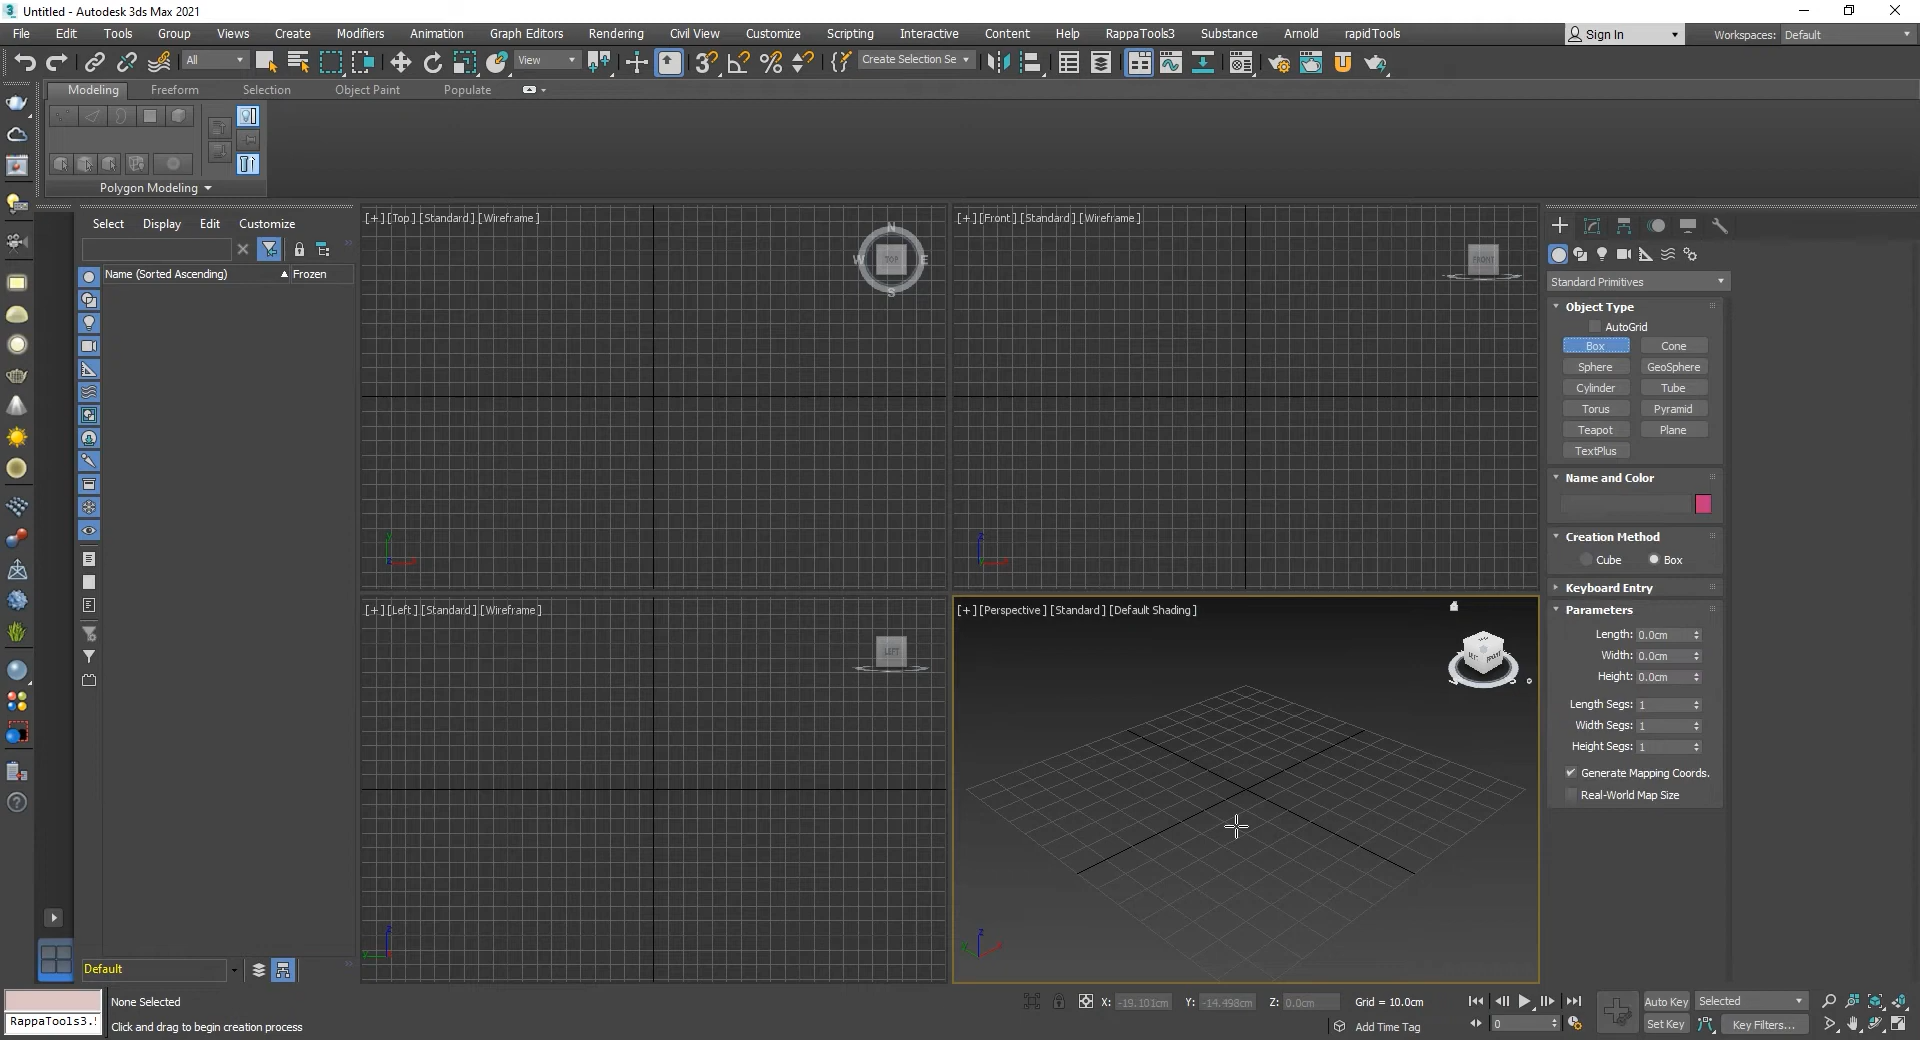 Untitled - Autodesk 3ds Max 2021
File Edit Tools Group Views Create Modifiers Animation Graph Editors Rendering Civil View Customize Scripting Interactive Content Help RappaTools3 Substance Arnold rapidTools Sign In Workspaces: Default
All View Create Selection Se
Modeling Freeform Selection Object Paint Populate
Polygon Modeling
Select Display Edit Customize
Name (Sorted Ascending) Frozen
[+] [Top] [Standard] [Wireframe]
N
W TOP E
S
[+] [Front] [Standard] [Wireframe]
FRONT
[+] [Left] [Standard] [Wireframe]
LEFT
[+] [Perspective] [Standard] [Default Shading]
Standard Primitives
Object Type
AutoGrid
Box Cone
Sphere GeoSphere
Cylinder Tube
Torus Pyramid
Teapot Plane
TextPlus
Name and Color
Creation Method
Cube Box
Keyboard Entry
Parameters
Length: 0.0cm
Width: 0.0cm
Height: 0.0cm
Length Segs: 1
Width Segs: 1
Height Segs: 1
Generate Mapping Coords.
Real-World Map Size
Default
None Selected X: -19.101cm Y: -14.498cm Z: 0.0cm Grid = 10.0cm Auto Key Selected
RappaTools3. Click and drag to begin creation process Add Time Tag 0 Set Key Key Filters...